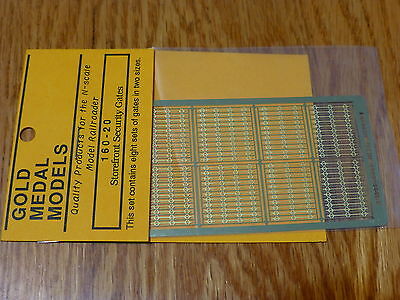 GOLD
MEDAL
MODELS
Quality Products for the N-scale
Model Railroader
160-20
Storefront Security Gates
This set contains eight sets of gates in two sizes.